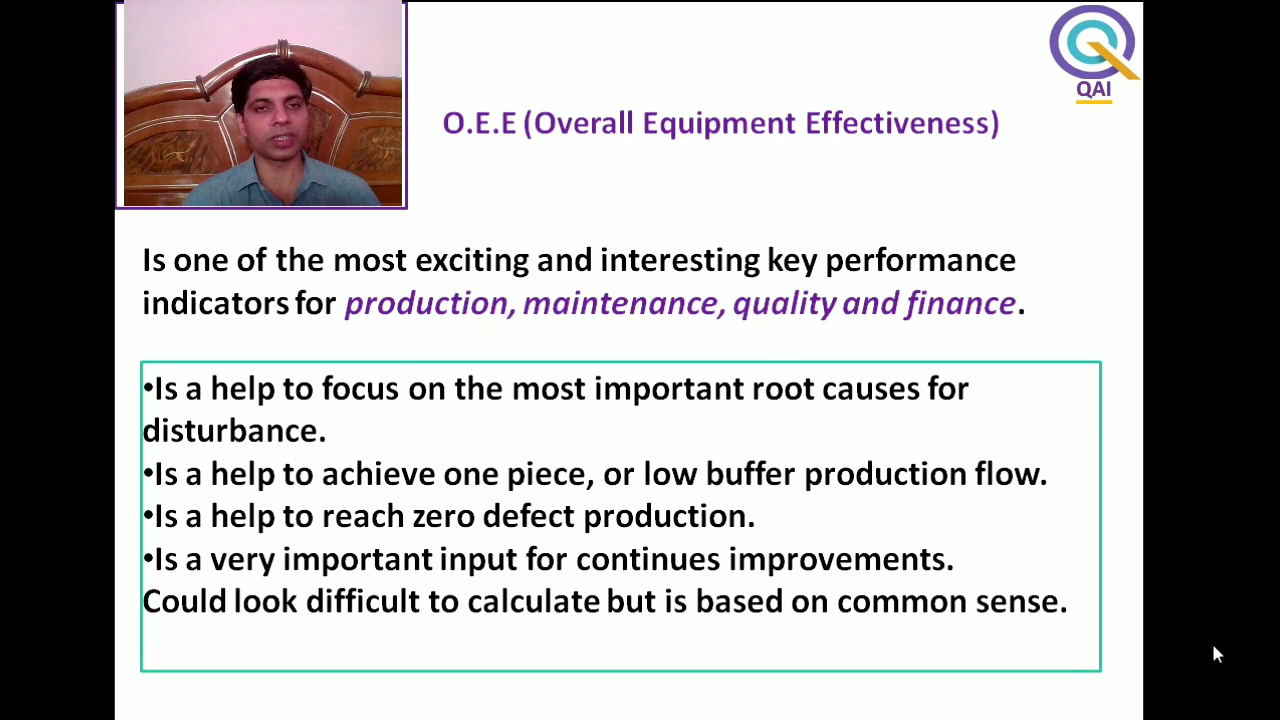 QAI
O.E.E (Overall Equipment Effectiveness)
Is one of the most exciting and interesting key performance
indicators for production, maintenance, quality and finance.
•Is a help to focus on the most important root causes for
disturbance.
•Is a help to achieve one piece, or low buffer production flow.
•Is a help to reach zero defect production.
•Is a very important input for continues improvements.
Could look difficult to calculate but is based on common sense.